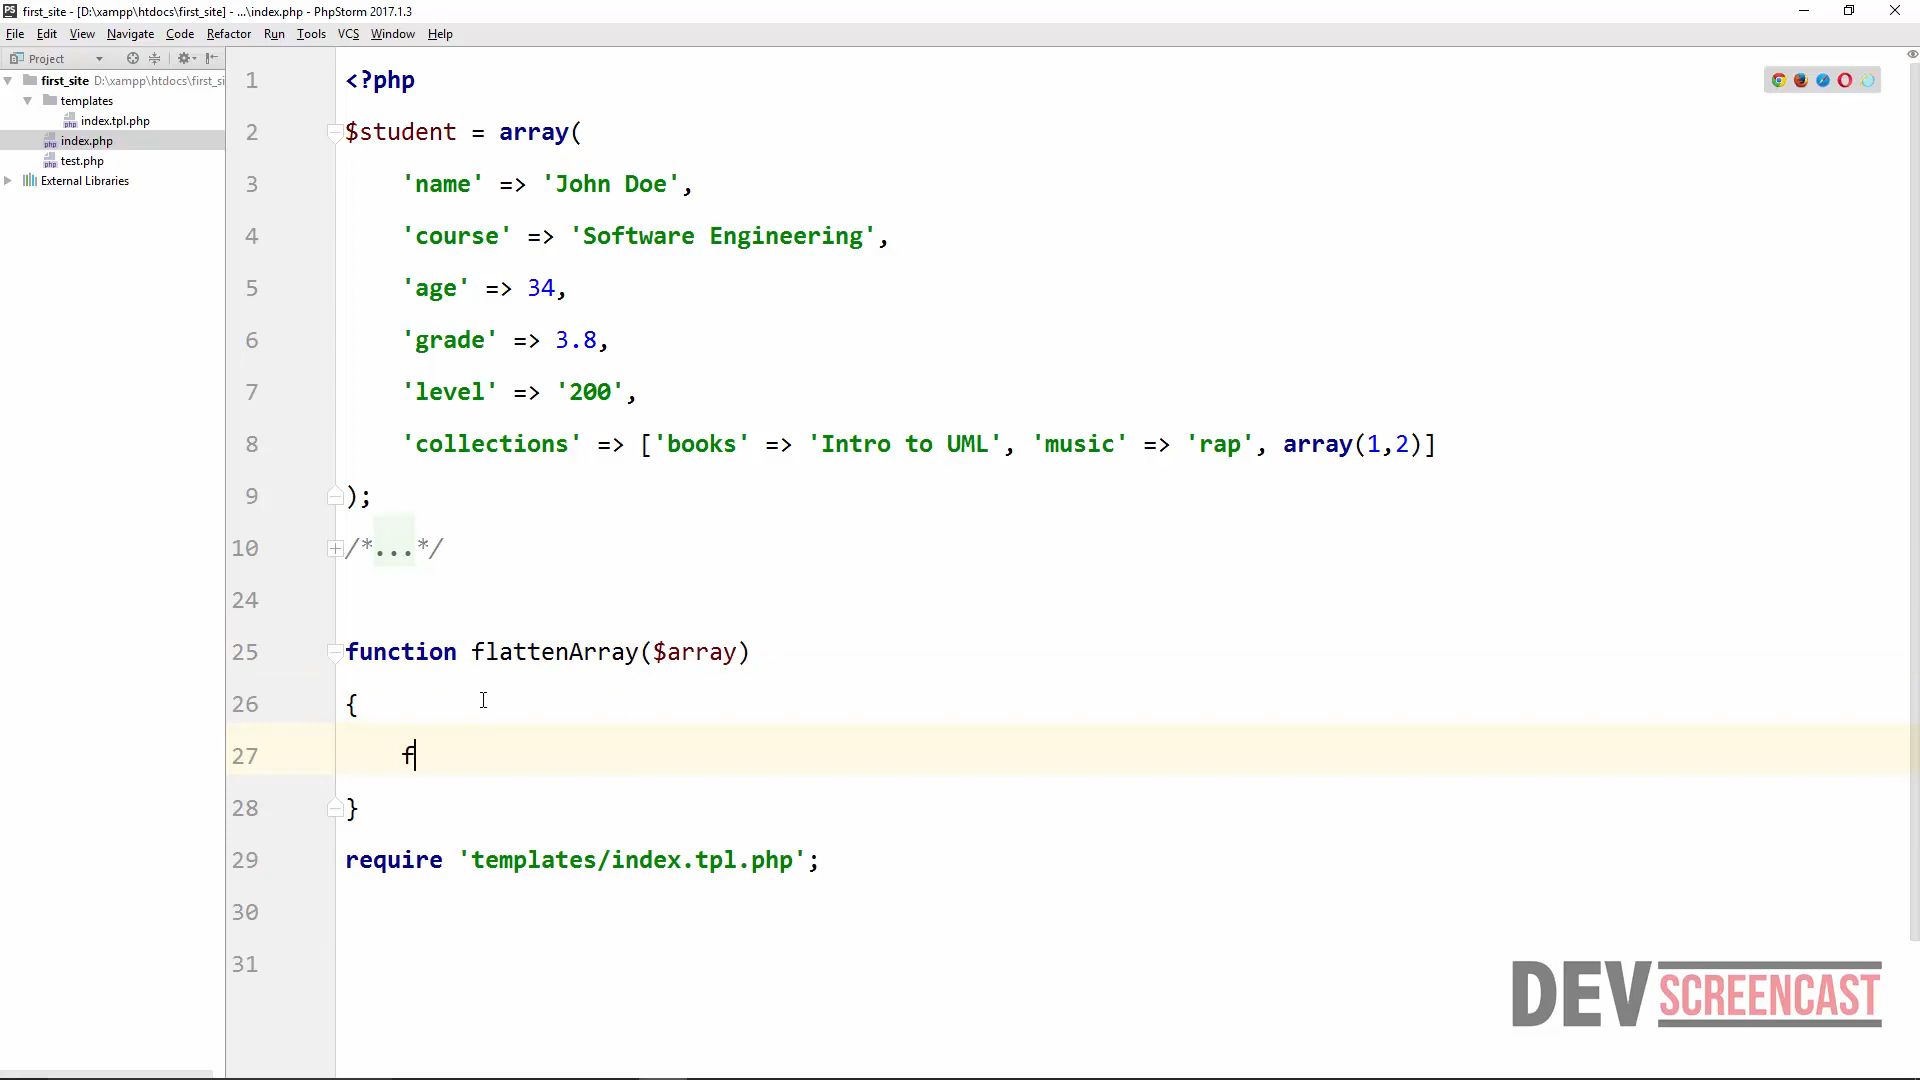 first_site - [D:\xampp\htdocs\first_site] - ...\index.php - PhpStorm 2017.1.3
File Edit View Navigate Code Refactor Run Tools VCS Window Help
Project
first_site D:\xampp\htdocs\first_si
templates
index.tpl.php
index.php
test.php
External Libraries
1 <?php
2 $student = array(
3 'name' => 'John Doe',
4 'course' => 'Software Engineering',
5 'age' => 34,
6 'grade' => 3.8,
7 'level' => '200',
8 'collections' => ['books' => 'Intro to UML', 'music' => 'rap', array(1,2)]
9 );
10 /*...*/
24
25 function flattenArray($array)
26 {
27 f
28 }
29 require 'templates/index.tpl.php';
30
31
DEV SCREENCAST